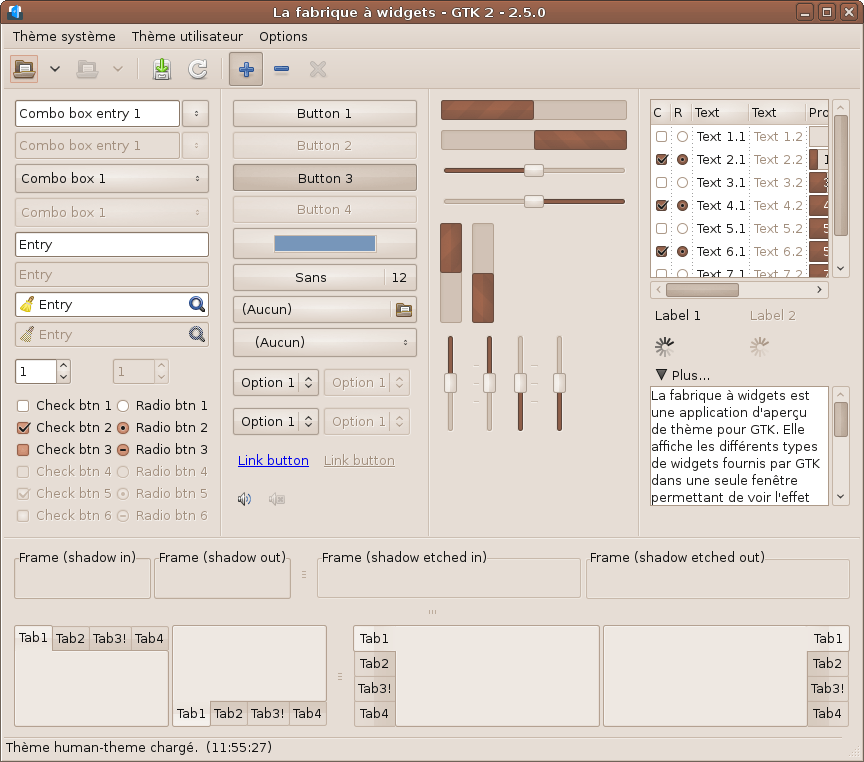 La fabrique à widgets - GTK 2 - 2.5.0
Thème système Thème utilisateur Options
Combo box entry 1
Combo box entry 1
Combo box 1
Combo box 1
Entry
Entry
Entry
Entry
1 1
Check btn 1 Radio btn 1
Check btn 2 Radio btn 2
Check btn 3 Radio btn 3
Check btn 4 Radio btn 4
Check btn 5 Radio btn 5
Check btn 6 Radio btn 6
Button 1
Button 2
Button 3
Button 4
Sans 12
(Aucun)
(Aucun)
Option 1 Option 1
Option 1 Option 1
Link button Link button
C R Text Text Pro
Text 1.1 Text 1.2
Text 2.1 Text 2.2 1
Text 3.1 Text 3.2 3
Text 4.1 Text 4.2 4
Text 5.1 Text 5.2 5
Text 6.1 Text 6.2 5
Text 7.1 Text 7.2 7
Label 1 Label 2
Plus...
La fabrique à widgets est
une application d'aperçu
de thème pour GTK. Elle
affiche les différents types
de widgets fournis par GTK
dans une seule fenêtre
permettant de voir l'effet
Frame (shadow in) Frame (shadow out) Frame (shadow etched in) Frame (shadow etched out)
Tab1 Tab2 Tab3! Tab4
Tab1 Tab2 Tab3! Tab4
Tab1
Tab2
Tab3!
Tab4
Tab1
Tab2
Tab3!
Tab4
Thème human-theme chargé. (11:55:27)